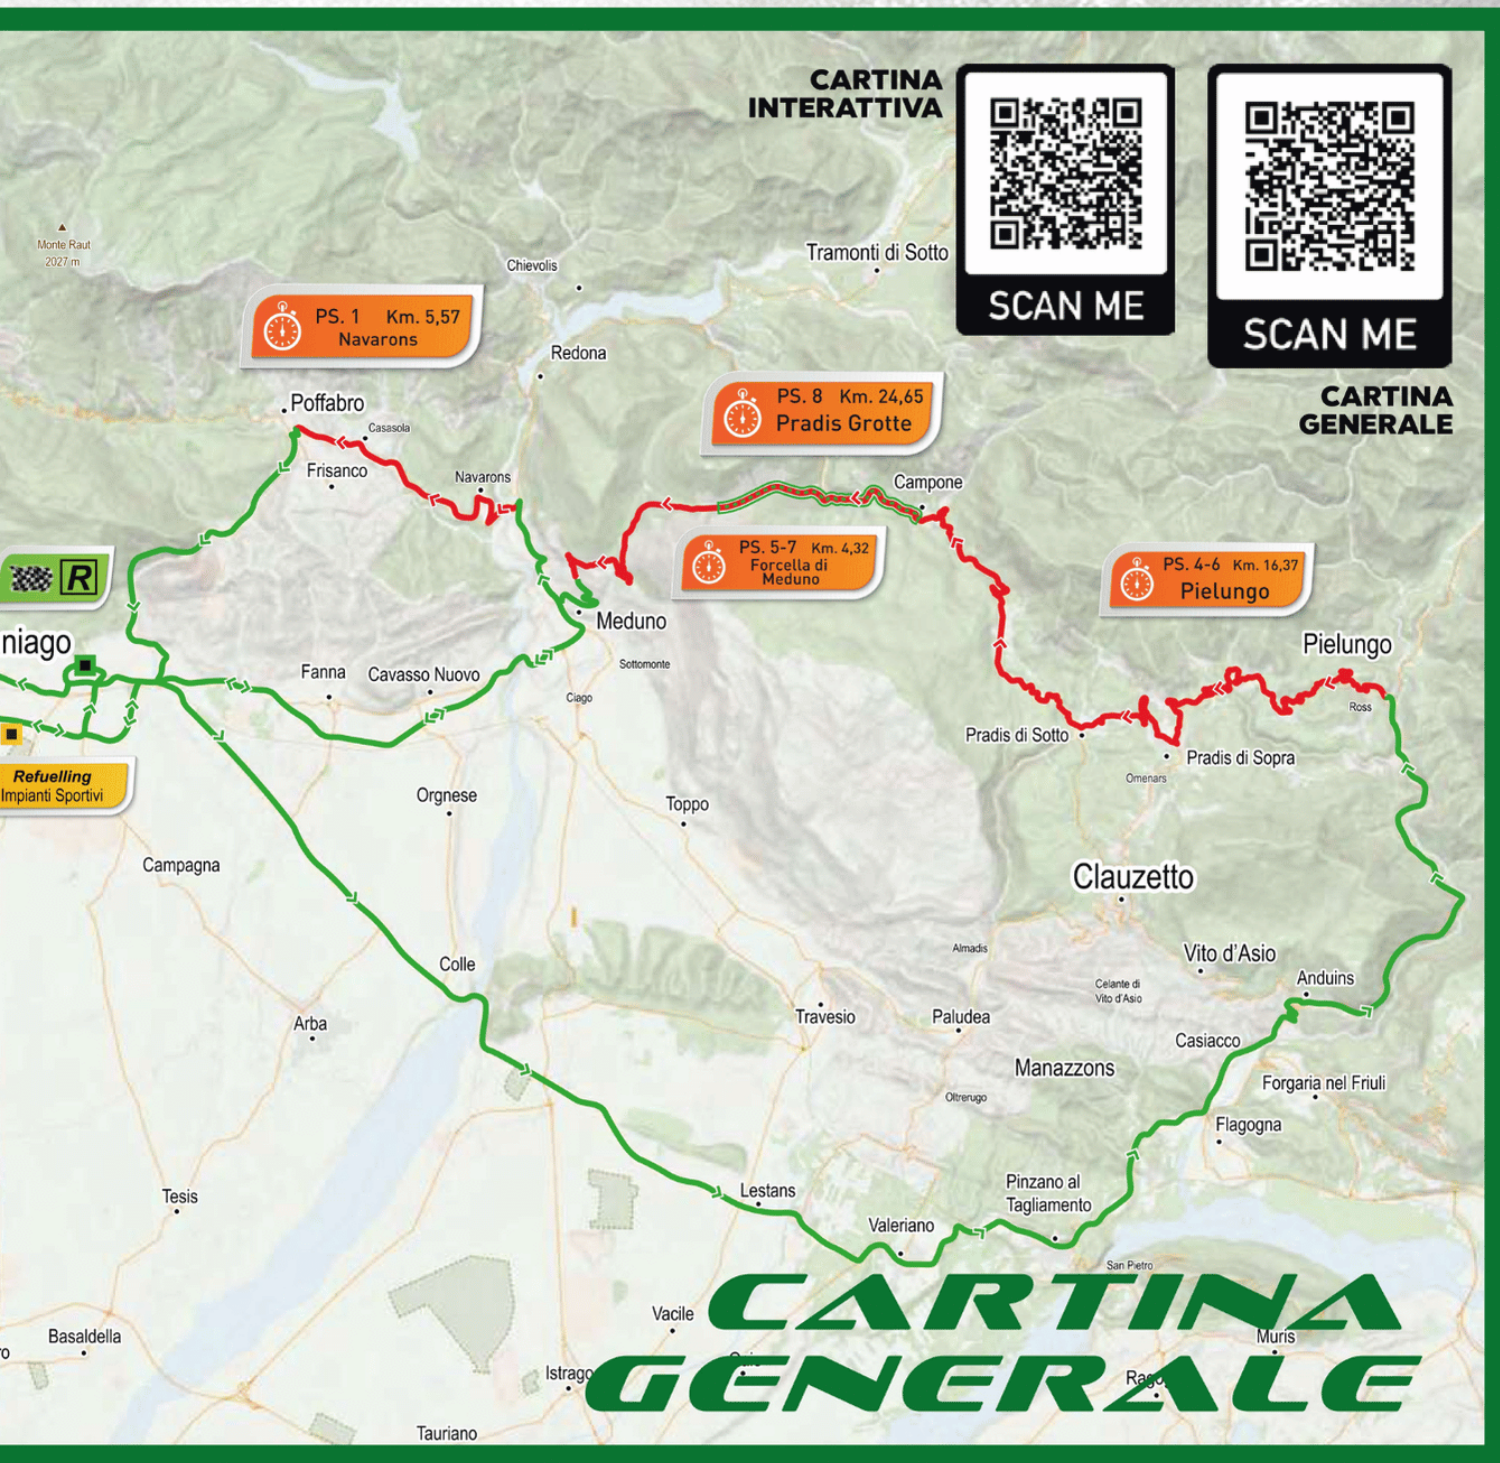 CARTINA
INTERATTIVA
SCAN ME
SCAN ME
CARTINA
GENERALE
Monte Raut
2027 m
Chievolis
Tramonti di Sotto
PS. 1 Km. 5,57
Navarons
Redona
PS. 8 Km. 24,65
Pradis Grotte
Poffabro
Casasola
Frisanco
Navarons
Campone
PS. 5-7 Km. 4,32
Forcella di
Meduno
PS. 4-6 Km. 16,37
Pielungo
R
niago
Meduno
Pielungo
Sottomonte
Fanna
Cavasso Nuovo
Ciago
Ross
Pradis di Sotto
Pradis di Sopra
Omenars
Refuelling
Impianti Sportivi
Orgnese
Toppo
Campagna
Clauzetto
Colle
Almadis
Vito d'Asio
Celante di
Vito d'Asio
Anduins
Arba
Travesio
Paludea
Casiacco
Manazzons
Forgaria nel Friuli
Oltrerugo
Flagogna
Tesis
Lestans
Pinzano al
Tagliamento
Valeriano
San Pietro
CARTINA
GENERALE
Vacile
Muris
Basaldella
Istrago
Tauriano